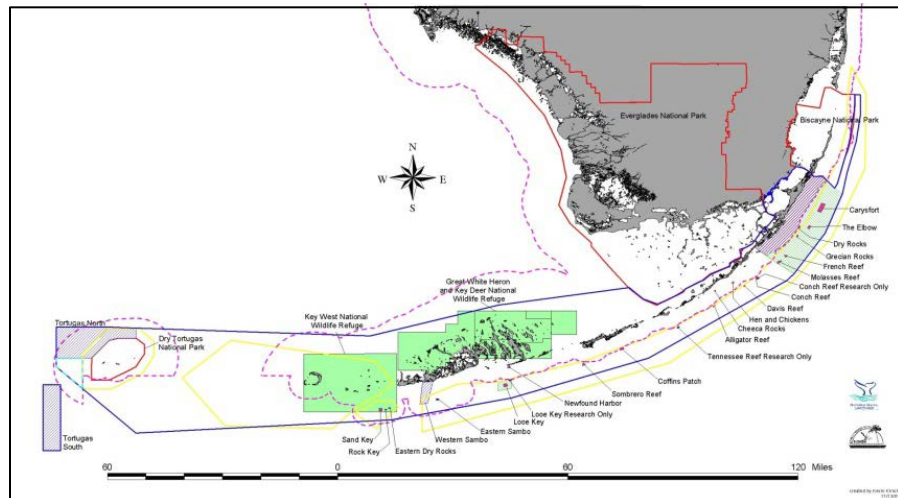 Everglades National Park
Biscayne National Park
N
W
E
S
Carysfort
The Elbow
Dry Rocks
Grecian Rocks
French Reef
Molasses Reef
Conch Reef Research Only
Conch Reef
Davis Reef
Hen and Chickens
Cheeca Rocks
Alligator Reef
Tennessee Reef Research Only
Coffins Patch
Sombrero Reef
Newfound Harbor
Looe Key Research Only
Looe Key
Eastern Sambo
Western Sambo
Eastern Dry Rocks
Rock Key
Sand Key
Great White Heron
and Key Deer National
Wildlife Refuge
Key West National
Wildlife Refuge
Tortugas North
Dry Tortugas
National Park
Tortugas
South
60
0
60
120
Miles